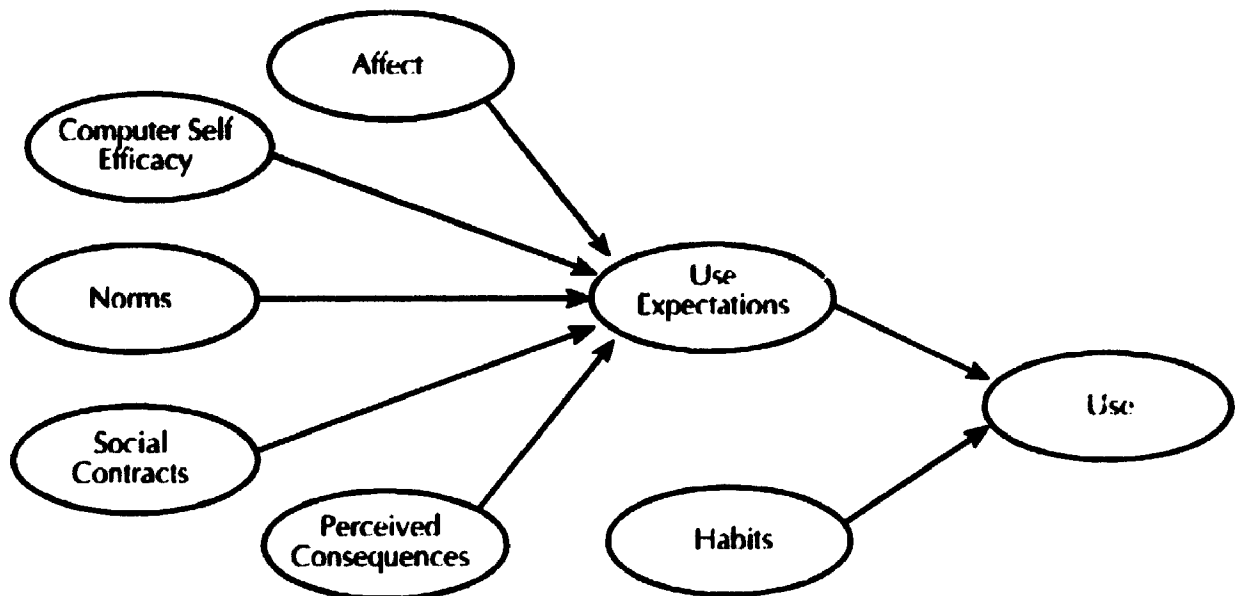 Affect
Computer Self
Efficacy
Norms
Use
Expectations
Use
Social
Contracts
Perceived
Consequences
Habits